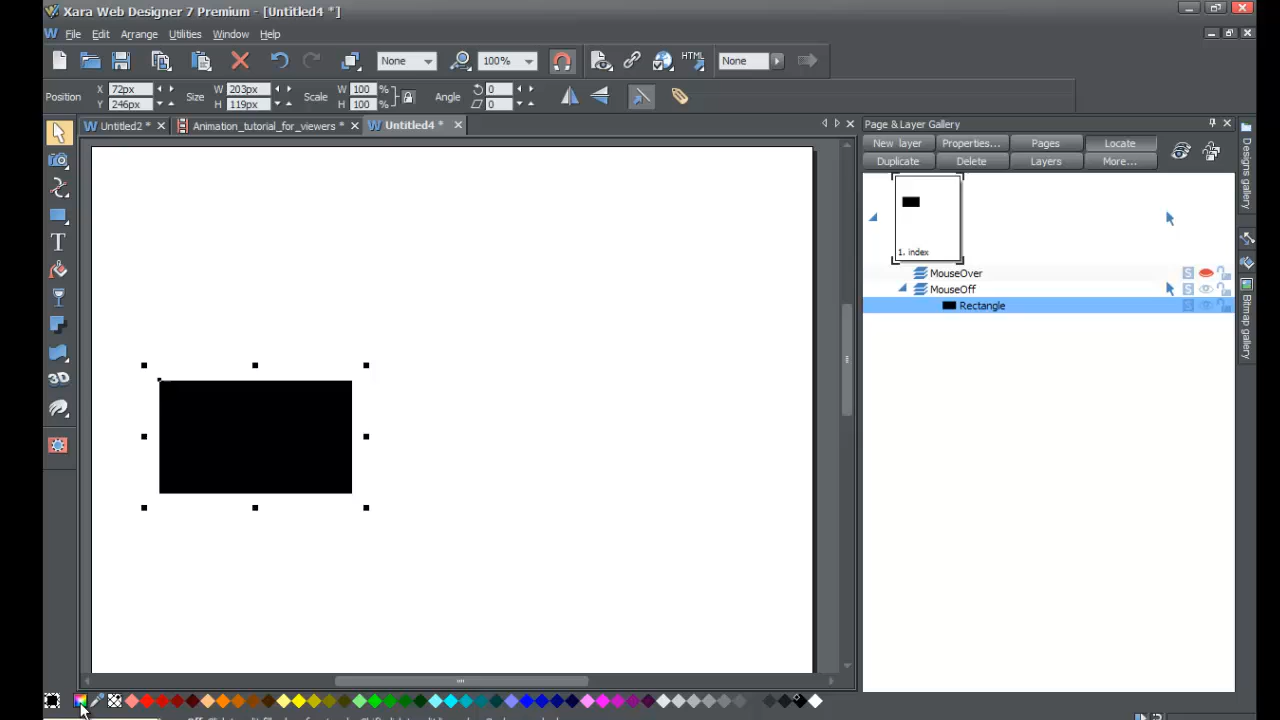 Xara Web Designer 7 Premium - [Untitled4 *]
File Edit Arrange Utilities Window Help
None 100% HTML None
Position X 72px Y 246px Size W 203px H 119px Scale W 100 % H 100 % Angle 0 0
Untitled2 * Animation_tutorial_for_viewers * Untitled4 *
Page & Layer Gallery
New layer Properties... Pages Locate
Duplicate Delete Layers More...
Designs gallery
1. index
MouseOver
MouseOff
Rectangle
Bitmap gallery
T
3D